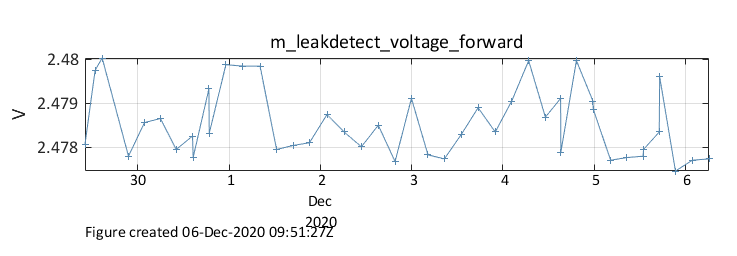 m_leakdetect_voltage_forward
2.48
2.479
2.478
V
30 1 2 3 4 5 6
Dec
2020
Figure created 06-Dec-2020 09:51:27Z